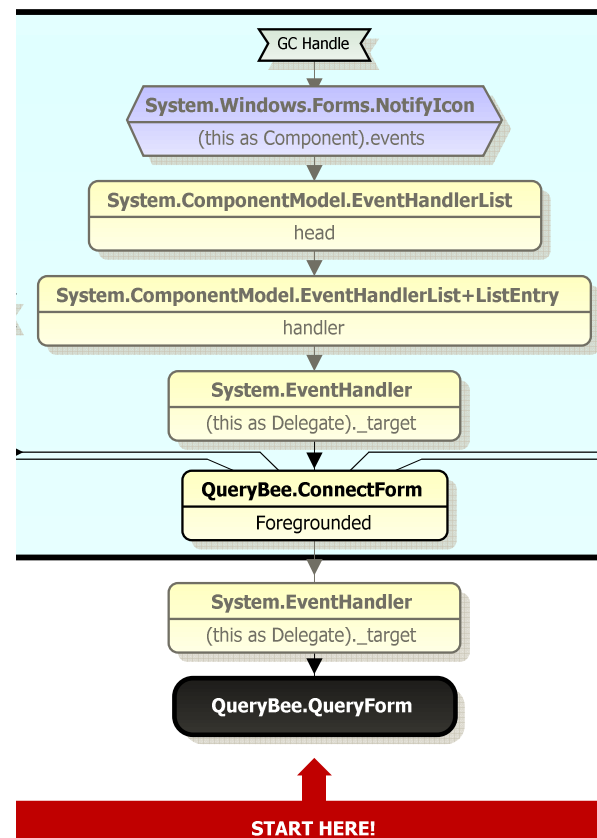 GC Handle
System.Windows.Forms.NotifyIcon
(this as Component).events
System.ComponentModel.EventHandlerList
head
System.ComponentModel.EventHandlerList+ListEntry
handler
System.EventHandler
(this as Delegate)._target
QueryBee.ConnectForm
Foregrounded
System.EventHandler
(this as Delegate)._target
QueryBee.QueryForm
START HERE!